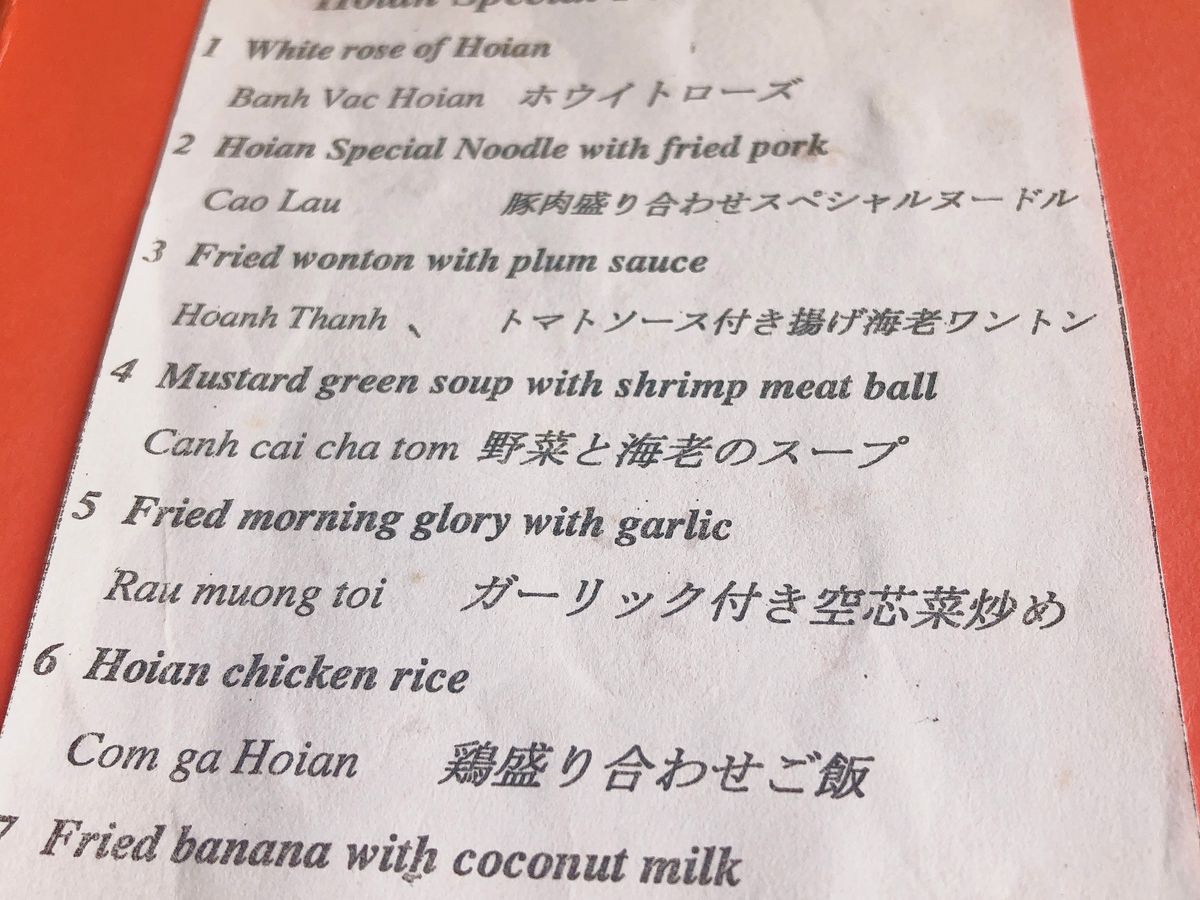 Hoian Special
1 White rose of Hoian
Banh Vac Hoian ホウイトローズ
2 Hoian Special Noodle with fried pork
Cao Lau 豚肉盛り合わせスペシャルヌードル
3 Fried wonton with plum sauce
Hoanh Thanh 、 トマトソース付き揚げ海老ワントン
4 Mustard green soup with shrimp meat ball
Canh cai cha tom 野菜と海老のスープ
5 Fried morning glory with garlic
Rau muong toi ガーリック付き空芯菜炒め
6 Hoian chicken rice
Com ga Hoian 鶏盛り合わせご飯
7 Fried banana with coconut milk